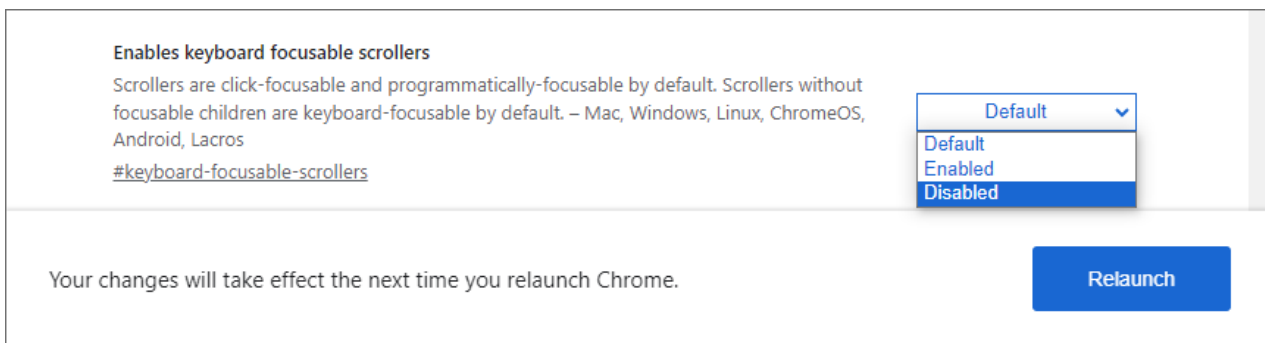 Enables keyboard focusable scrollers
Scrollers are click-focusable and programmatically-focusable by default. Scrollers without
focusable children are keyboard-focusable by default. – Mac, Windows, Linux, ChromeOS,
Android, Lacros
#keyboard-focusable-scrollers
Default
Default
Enabled
Disabled
Your changes will take effect the next time you relaunch Chrome.
Relaunch